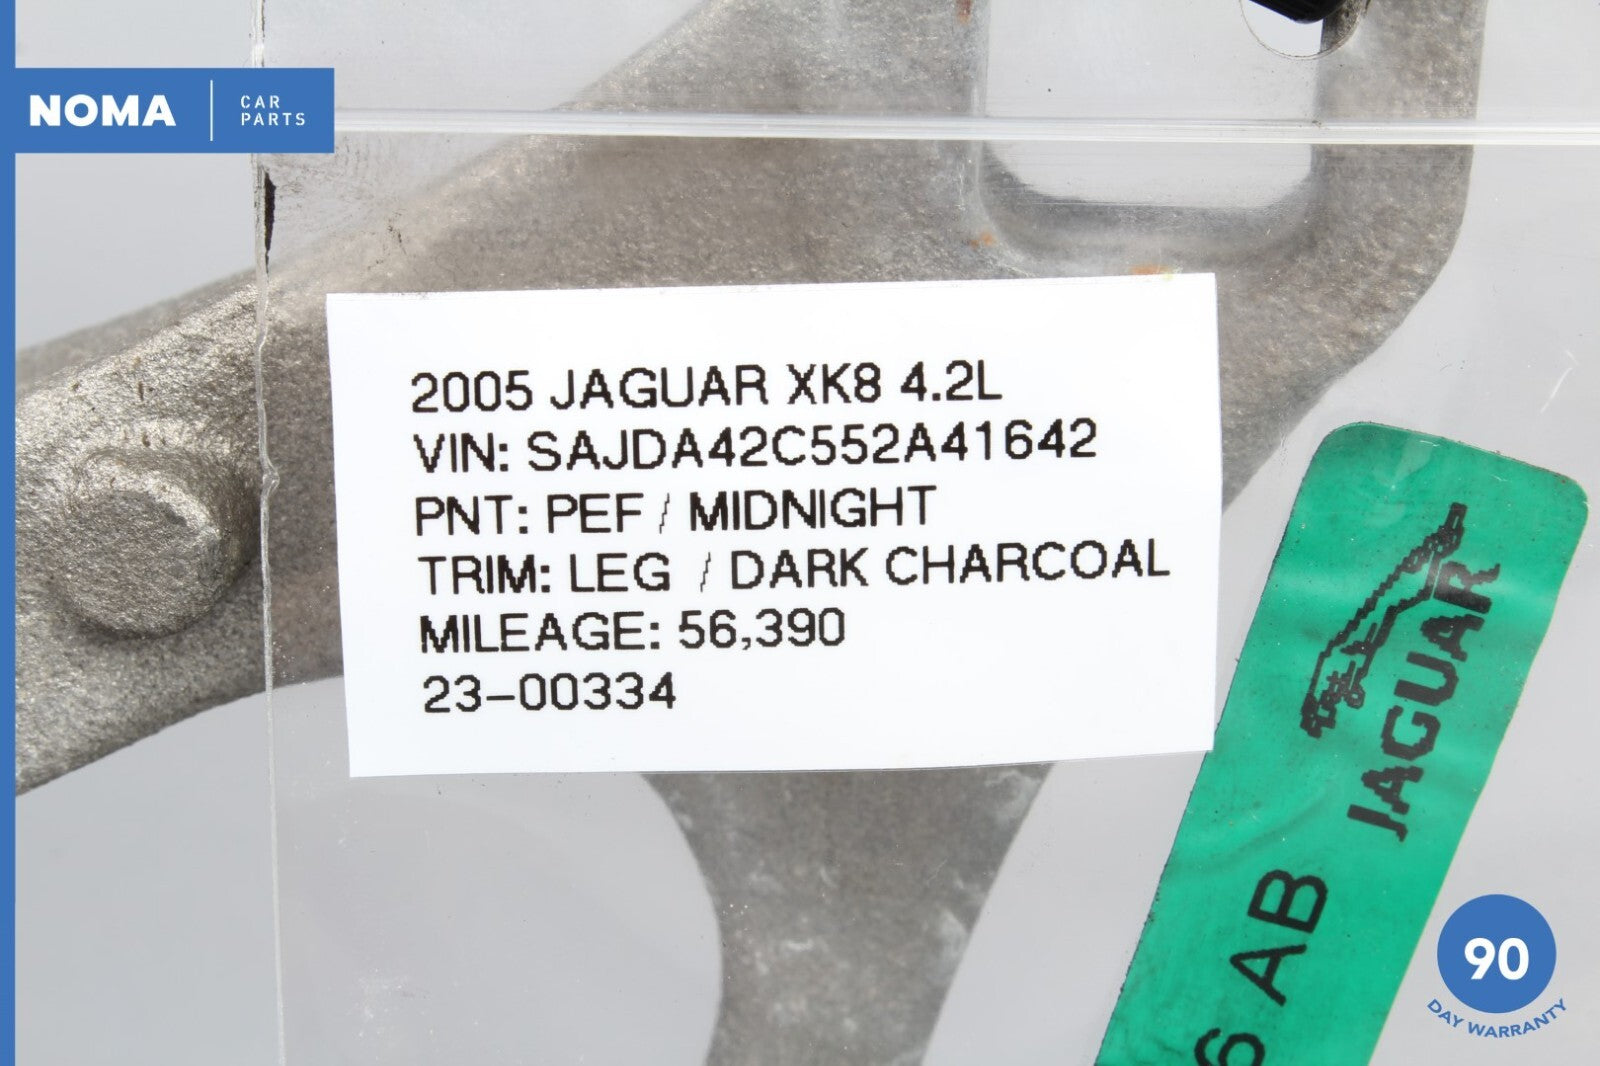 NOMA
CAR
PARTS
2005 JAGUAR XK8 4.2L
VIN: SAJDA42C552A41642
PNT: PEF / MIDNIGHT
TRIM: LEG / DARK CHARCOAL
MILEAGE: 56,390
23-00334
JAGUAR
6 AB
90
DAY WARRANTY